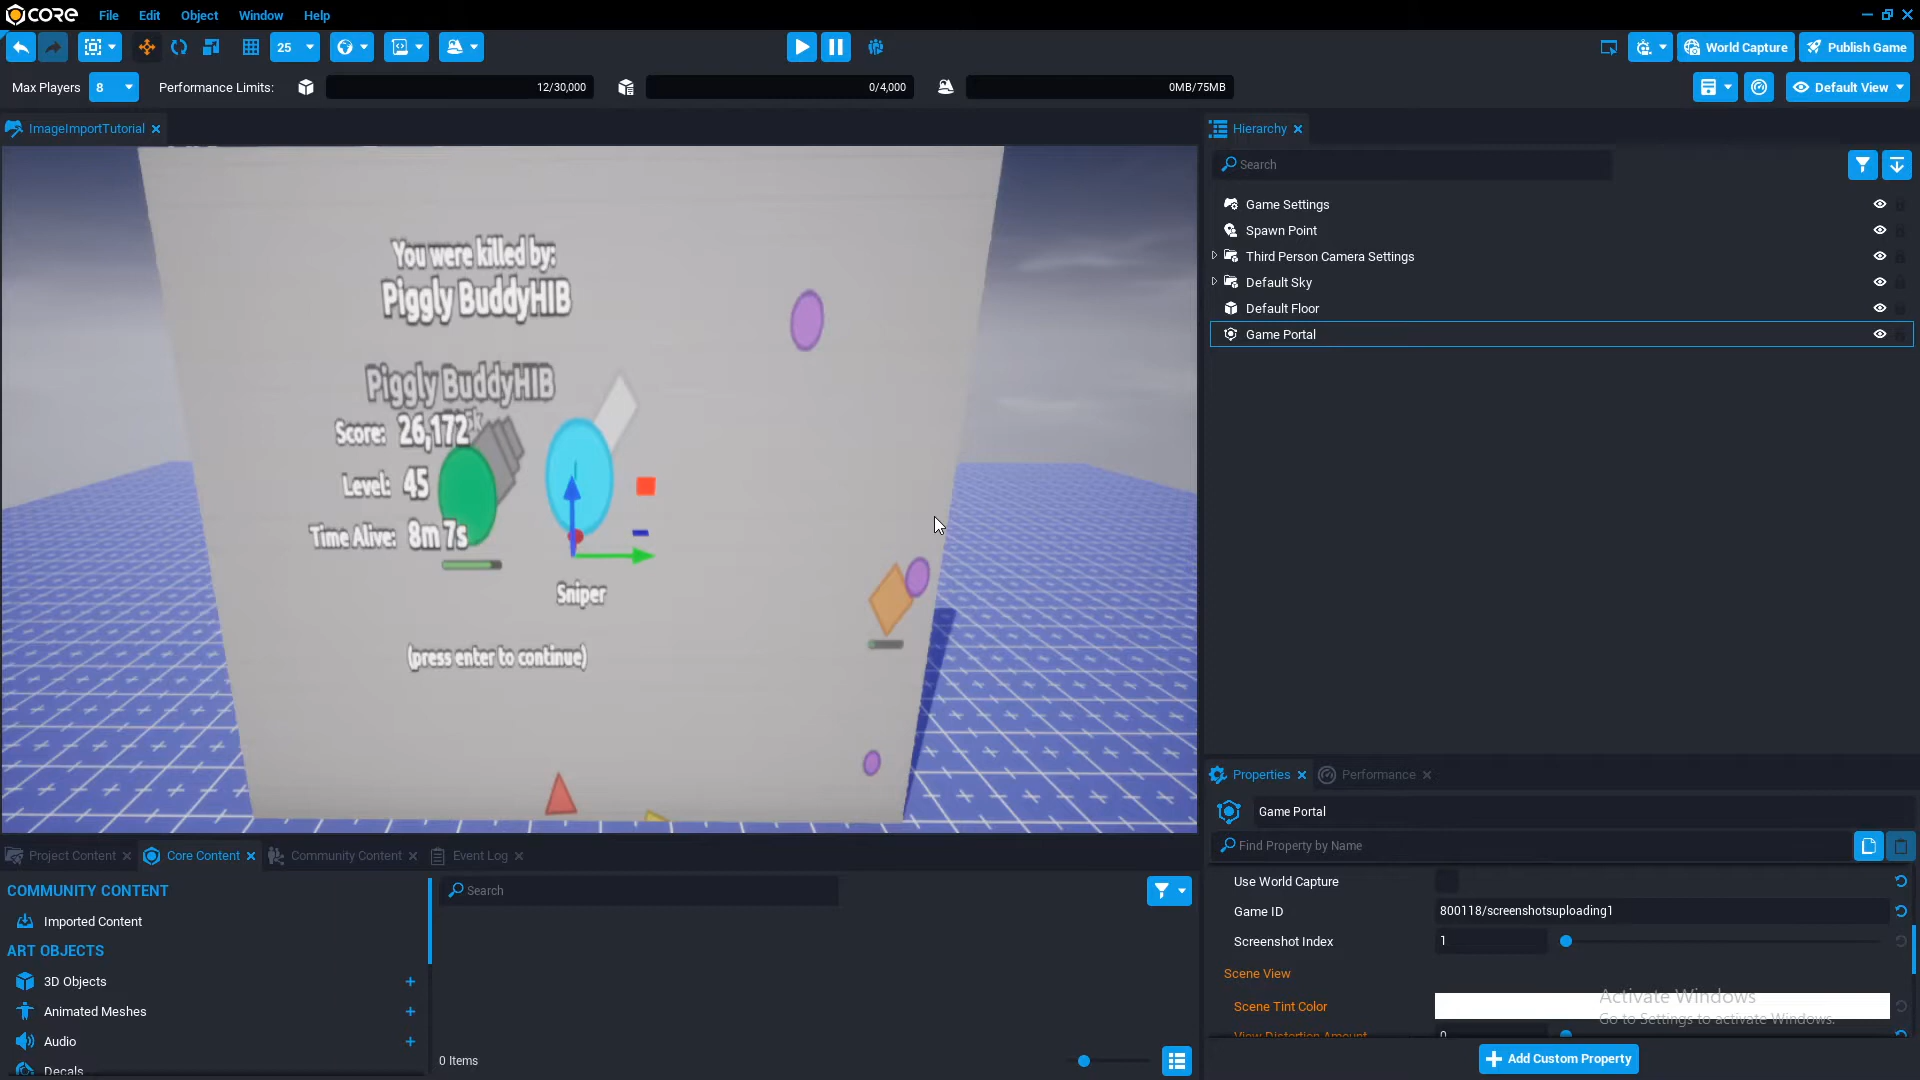 CORE File Edit Object Window Help
25 World Capture Publish Game
Max Players 8 Performance Limits: 12/30,000 0/4,000 0MB/75MB Default View
ImageImportTutorial
You were killed by:
Piggly BuddyHIB
Piggly BuddyHIB
Score: 26,172
Level: 45
Time Alive: 8m 7s
Sniper
(press enter to continue)
Hierarchy
Search
Game Settings
Spawn Point
Third Person Camera Settings
Default Sky
Default Floor
Game Portal
Properties Performance
Game Portal
Find Property by Name
Use World Capture
Game ID 800118/screenshotsuploading1
Screenshot Index 1
Scene View
Scene Tint Color
View Distortion Amount 0
Activate Windows
Go to Settings to activate Windows.
Add Custom Property
Project Content Core Content Community Content Event Log
COMMUNITY CONTENT
Imported Content
ART OBJECTS
3D Objects
Animated Meshes
Audio
Decals
Search
0 Items